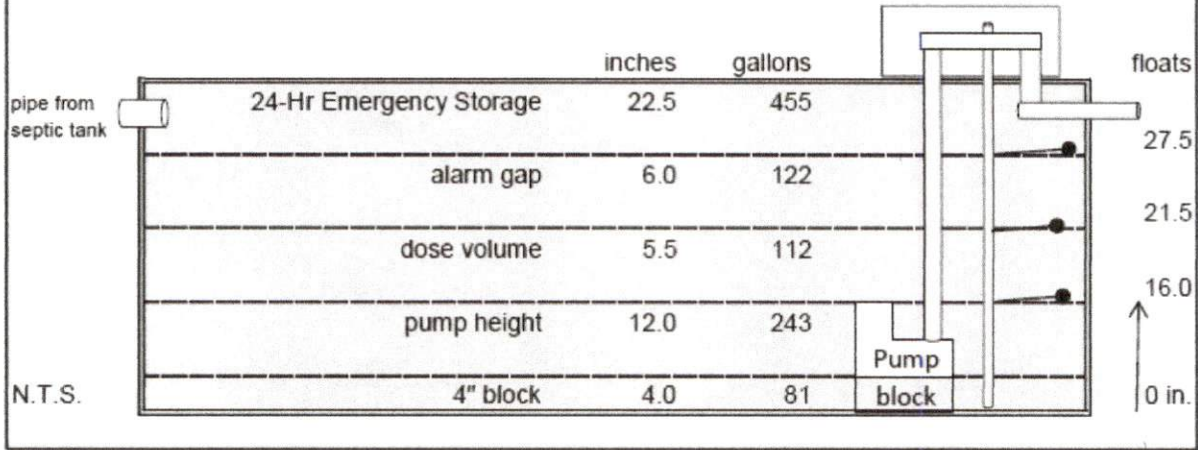 inches gallons floats
pipe from
septic tank
24-Hr Emergency Storage 22.5 455
27.5
alarm gap 6.0 122
21.5
dose volume 5.5 112
16.0
pump height 12.0 243
Pump
N.T.S. 4" block 4.0 81 block 0 in.